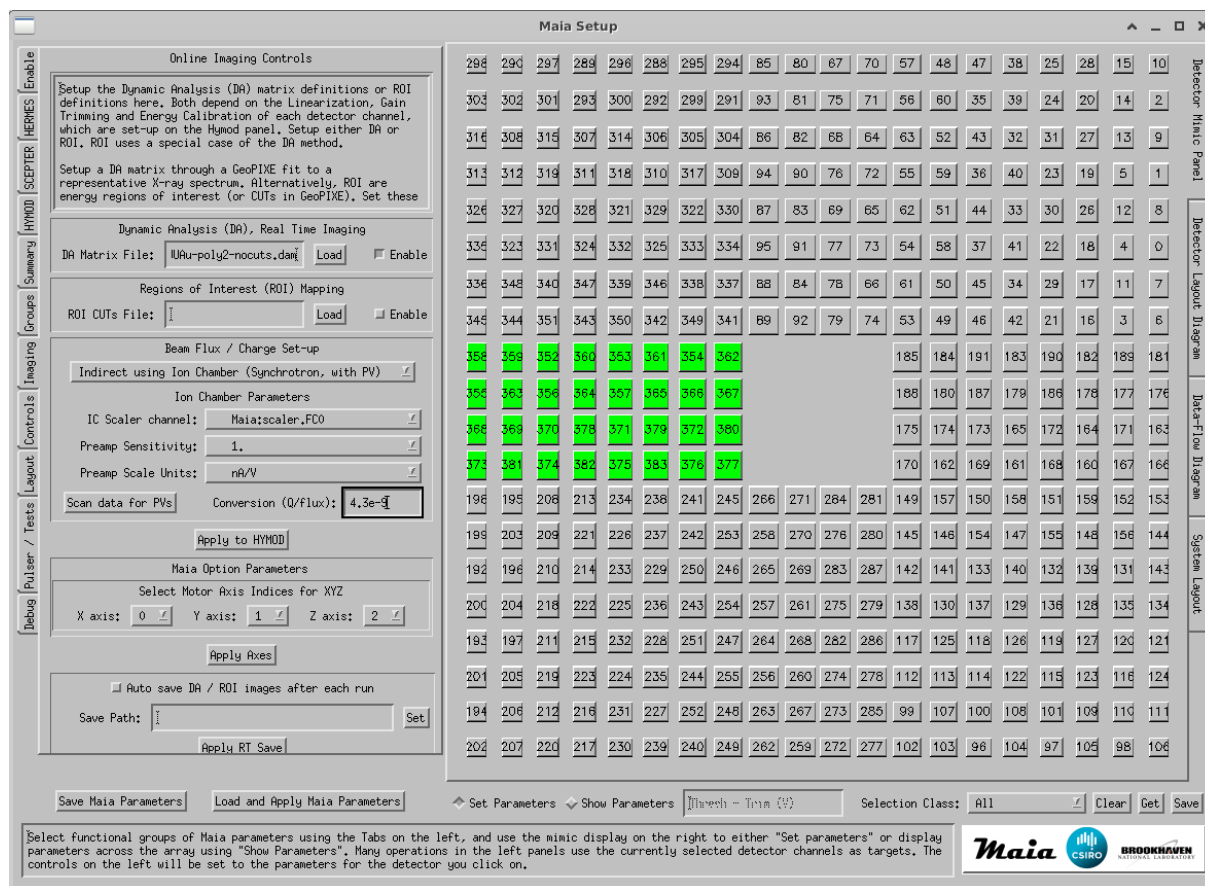 Maia Setup
Enable
HERMES
SCEPTER
HYMOD
Summary
Groups
Imaging
Controls
Layout
Pulser / Tests
Debug
Online Imaging Controls
Setup the Dynamic Analysis (DA) matrix definitions or ROI
definitions here. Both depend on the Linearization, Gain
Trimming and Energy Calibration of each detector channel,
which are set-up on the Hymod panel. Setup either DA or
ROI. ROI uses a special case of the DA method.
Setup a DA matrix through a GeoPIXE fit to a
representative X-ray spectrum. Alternatively, ROI are
energy regions of interest (or CUTs in GeoPIXE). Set these
Dynamic Analysis (DA), Real Time Imaging
DA Matrix File: UAu-poly2-nocuts.dam Load Enable
Regions of Interest (ROI) Mapping
ROI CUTs File: Load Enable
Beam Flux / Charge Set-up
Indirect using Ion Chamber (Synchrotron, with PV)
Ion Chamber Parameters
IC Scaler channel: Maia:scaler.FC0
Preamp Sensitivity: 1.
Preamp Scale Units: nA/V
Scan data for PVs Conversion (Q/flux): 4.3e-9
Apply to HYMOD
Maia Option Parameters
Select Motor Axis Indices for XYZ
X axis: 0 Y axis: 1 Z axis: 2
Apply Axes
Auto save DA / ROI images after each run
Save Path: Set
Apply RT Save
298 290 297 289 296 288 295 294 85 80 67 70 57 48 47 38 25 28 15 10
303 302 301 293 300 292 299 291 93 81 75 71 56 60 35 39 24 20 14 2
316 308 315 307 314 306 305 304 86 82 68 64 63 52 43 32 31 27 13 9
313 312 319 311 318 310 317 309 94 90 76 72 55 59 36 40 23 19 5 1
326 327 320 328 321 329 322 330 87 83 69 65 62 51 44 33 30 26 12 8
335 323 331 324 332 325 333 334 95 91 77 73 54 58 37 41 22 18 4 0
336 348 340 347 339 346 338 337 88 84 78 66 61 50 45 34 29 17 11 7
345 344 351 343 350 342 349 341 89 92 79 74 53 49 46 42 21 16 3 6
358 359 352 360 353 361 354 362 185 184 191 183 190 182 189 181
355 363 356 364 357 365 366 367 188 180 187 179 186 178 177 176
368 369 370 378 371 379 372 380 175 174 173 165 172 164 171 163
373 381 374 382 375 383 376 377 170 162 169 161 168 160 167 166
198 195 208 213 234 238 241 245 266 271 284 281 149 157 150 158 151 159 152 153
199 203 209 221 226 237 242 253 258 270 276 280 145 146 154 147 155 148 156 144
192 196 210 214 233 229 250 246 265 269 283 287 142 141 133 140 132 139 131 143
200 204 218 222 225 236 243 254 257 261 275 279 138 130 137 129 136 128 135 134
193 197 211 215 232 228 251 247 264 268 282 286 117 125 118 126 119 127 120 121
201 205 219 223 224 235 244 255 256 260 274 278 112 113 114 122 115 123 116 124
194 206 212 216 231 227 252 248 263 267 273 285 99 107 100 108 101 109 110 111
202 207 220 217 230 239 240 249 262 259 272 277 102 103 96 104 97 105 98 106
Detector Mimic Panel
Detector Layout Diagram
Data-Flow Diagram
System Layout
Save Maia Parameters Load and Apply Maia Parameters Set Parameters Show Parameters Thresh - Trim (V) Selection Class: All Clear Get Save
Select functional groups of Maia parameters using the Tabs on the left, and use the mimic display on the right to either "Set parameters" or display
parameters across the array using "Show Parameters". Many operations in the left panels use the currently selected detector channels as targets. The
controls on the left will be set to the parameters for the detector you click on.
Maia
CSIRO
BROOKHAVEN
NATIONAL LABORATORY